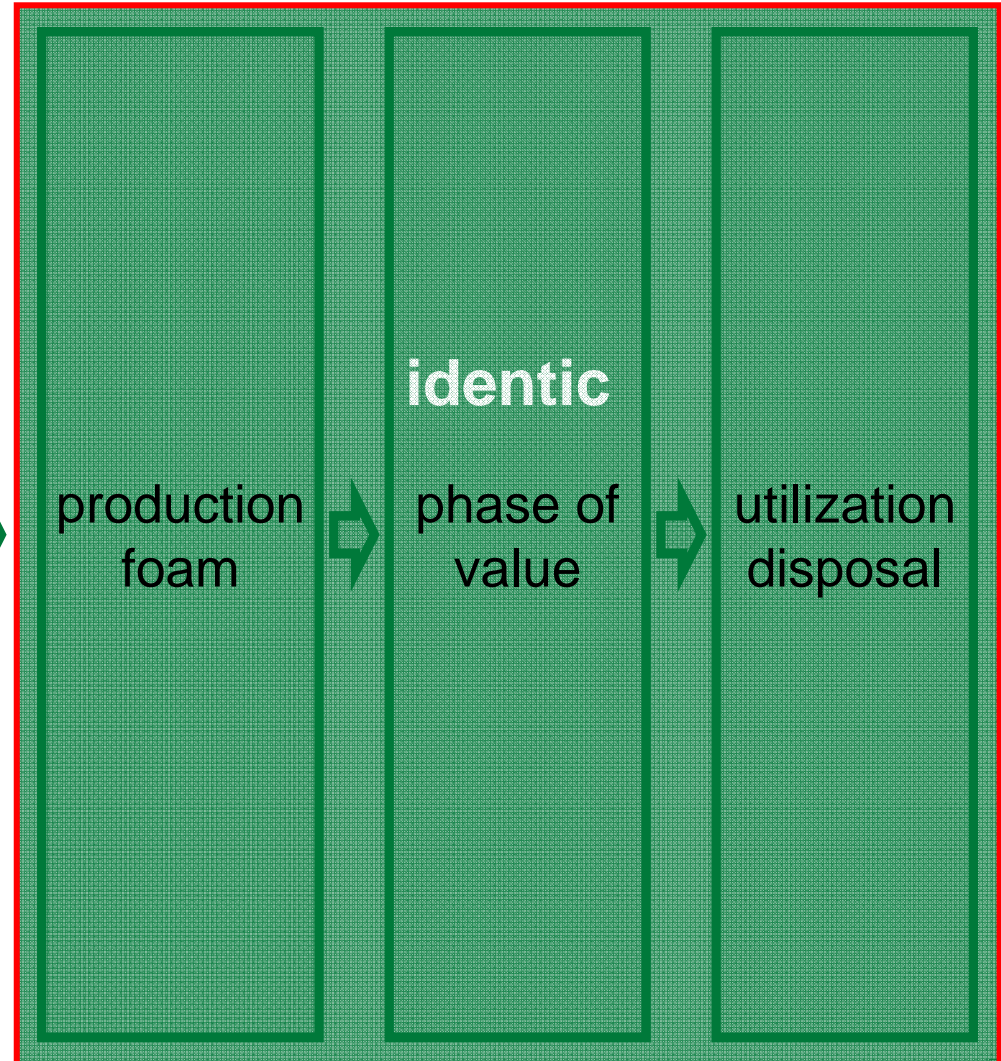 identic
production
foam
phase of
value
utilization
disposal